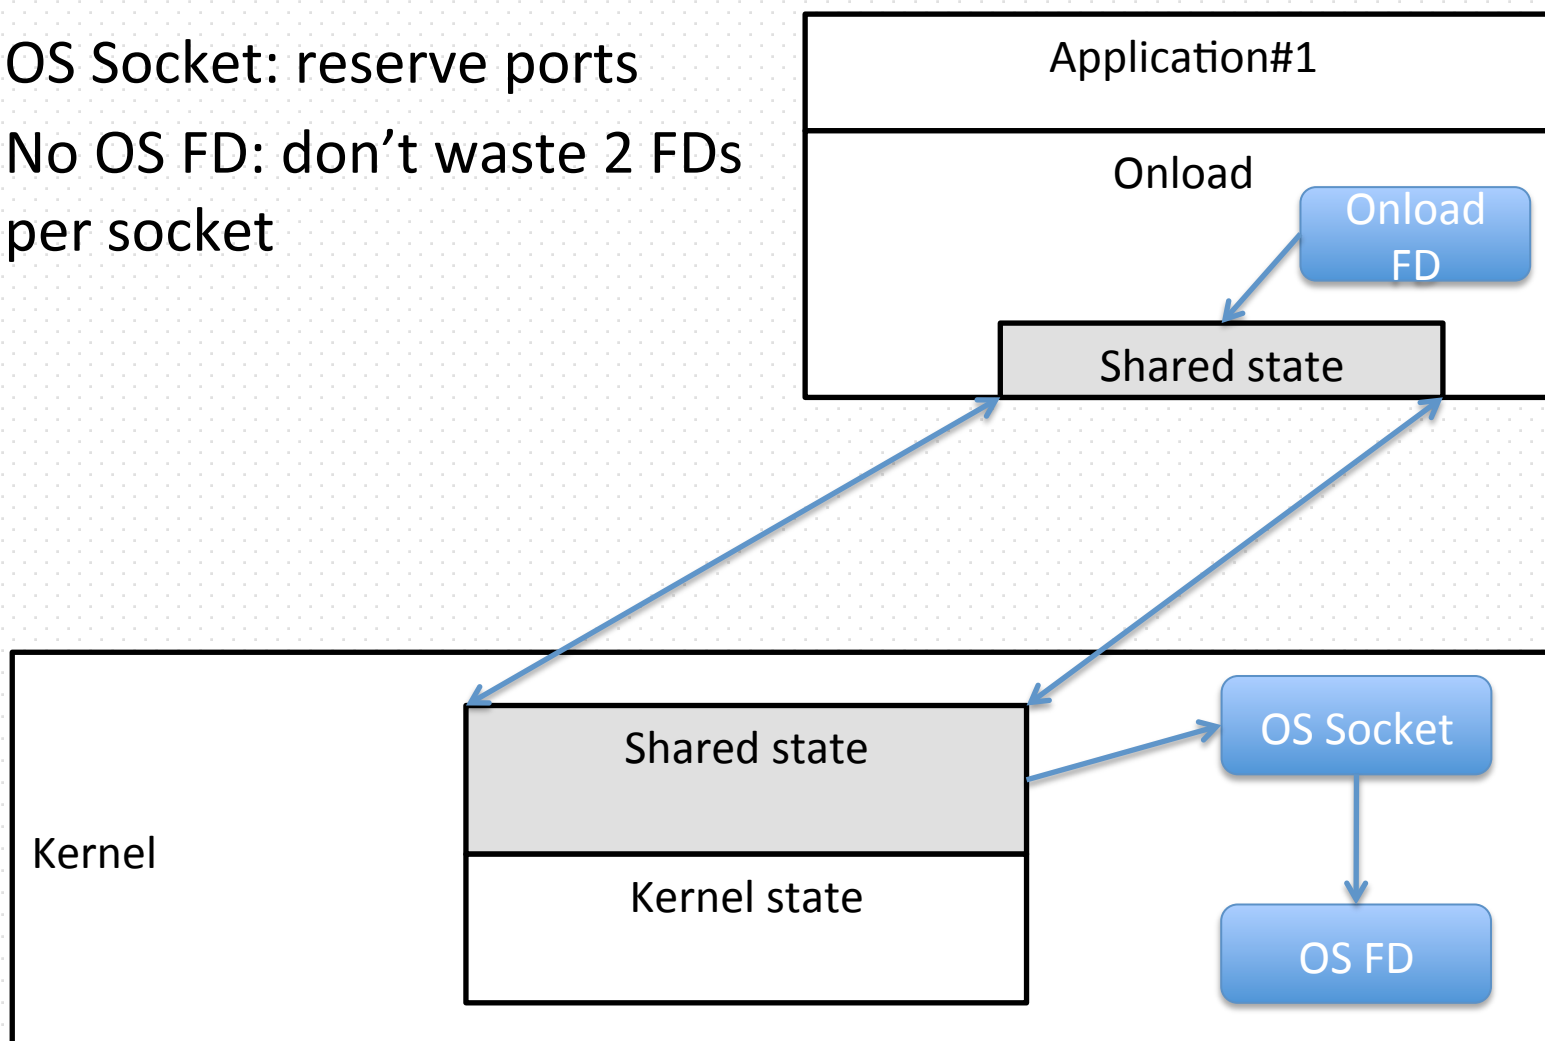 OS Socket: reserve ports
No OS FD: don’t waste 2 FDs
per socket
Application#1
Onload
Onload
FD
Shared state
Shared state
OS Socket
Kernel
Kernel state
OS FD